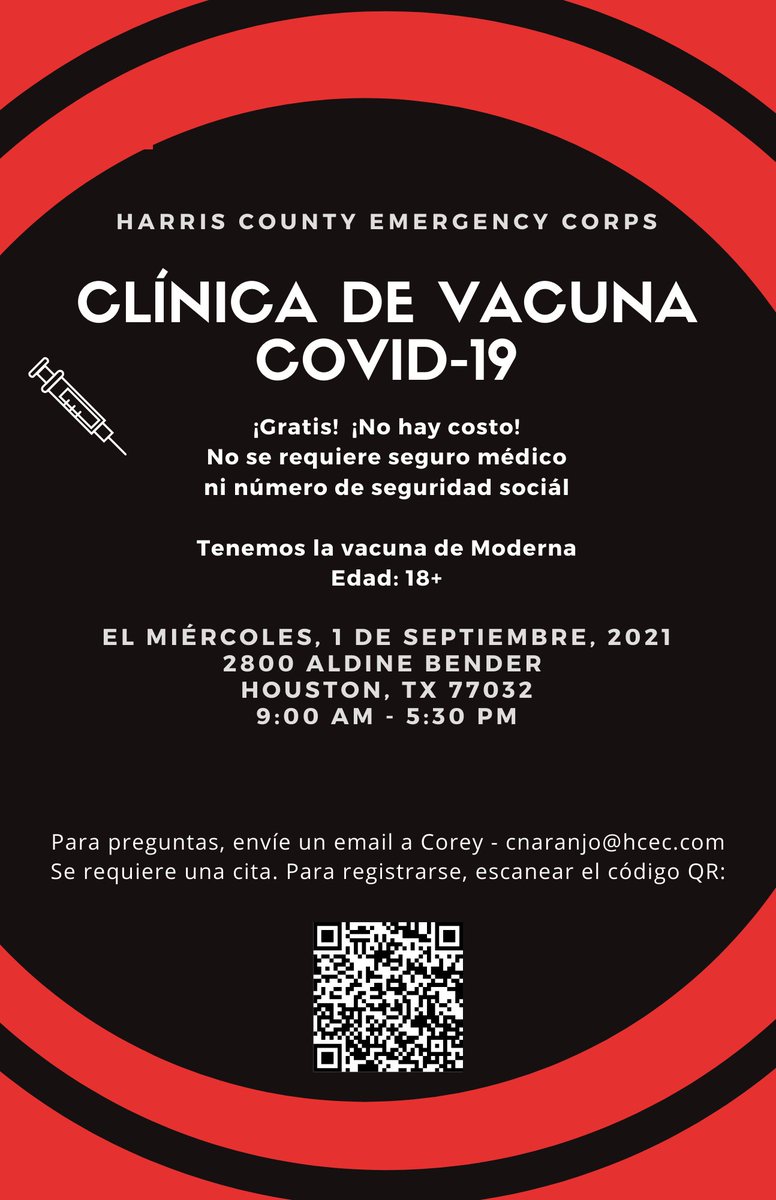 HARRIS COUNTY EMERGENCY CORPS
CLÍNICA DE VACUNA
COVID-19
¡Gratis! ¡No hay costo!
No se requiere seguro médico
ni número de seguridad sociál
Tenemos la vacuna de Moderna
Edad: 18+
EL MIÉRCOLES, 1 DE SEPTIEMBRE, 2021
2800 ALDINE BENDER
HOUSTON, TX 77032
9:00 AM - 5:30 PM
Para preguntas, envíe un email a Corey - cnaranjo@hcec.com
Se requiere una cita. Para registrarse, escanear el código QR: